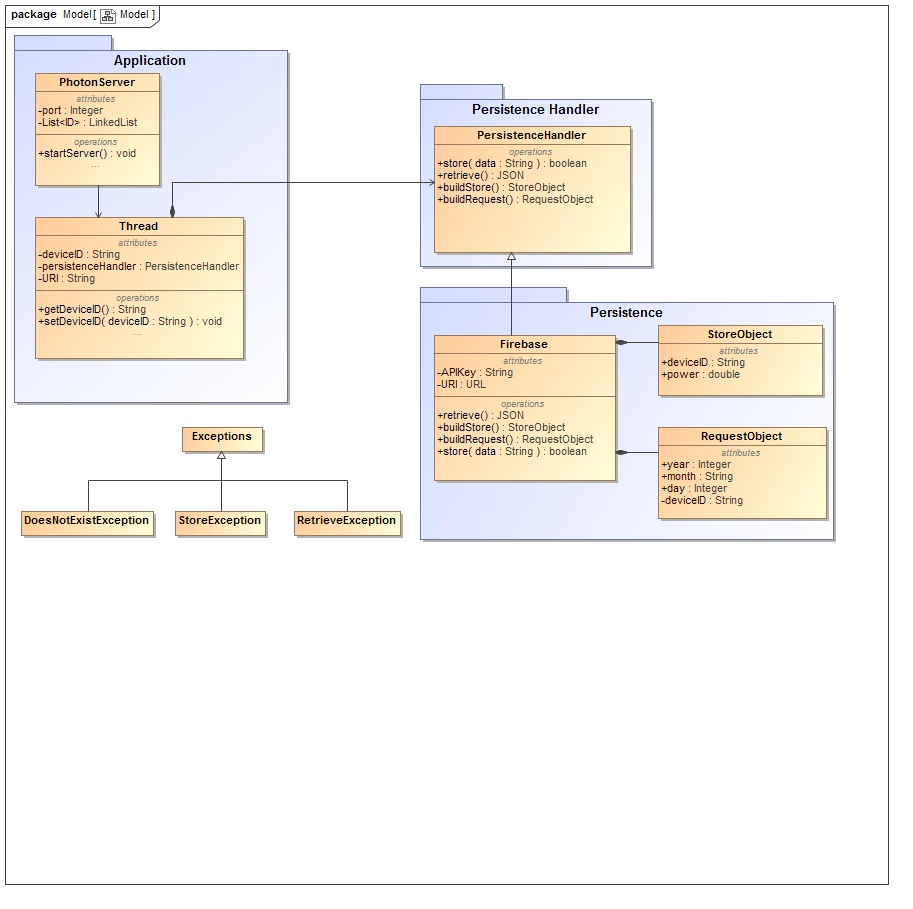 package Model[ Model ]
Application
PhotonServer
attributes
-port : Integer
-List<ID> : LinkedList
operations
+startServer() : void
...
Thread
attributes
-deviceID : String
-persistenceHandler : PersistenceHandler
-URI : String
operations
+getDeviceID() : String
+setDeviceID( deviceID : String ) : void
...
Persistence Handler
PersistenceHandler
operations
+store( data : String ) : boolean
+retrieve() : JSON
+buildStore() : StoreObject
+buildRequest() : RequestObject
Persistence
Firebase
attributes
-APIKey : String
-URI : URL
operations
+retrieve() : JSON
+buildStore() : StoreObject
+buildRequest() : RequestObject
+store( data : String ) : boolean
StoreObject
attributes
+deviceID : String
+power : double
RequestObject
attributes
+year : Integer
+month : String
+day : Integer
-deviceID : String
Exceptions
DoesNotExistException
StoreException
RetrieveException